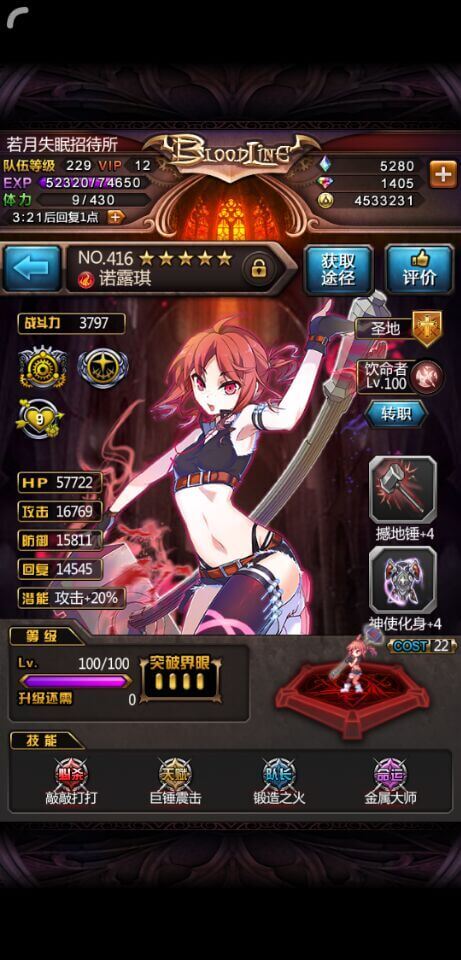 若月失眠招待所
BLOODLINE
队伍等级 229 VIP 12
5280
EXP 52320/74650
1405
体力 9/430
4533231
3:21后回复1点
NO.416
诺露琪
获取途径
评价
战斗力 3797
圣地
饮命者
Lv.100
9
转职
HP 57722
攻击 16769
防御 15811
回复 14545
潜能 攻击+20%
撼地锤+4
神使化身+4
等级
COST 22
Lv. 100/100
突破界限
升级还需 0
技能
瞬杀 天赋 队长 命运
敲敲打打 巨锤震击 锻造之火 金属大师